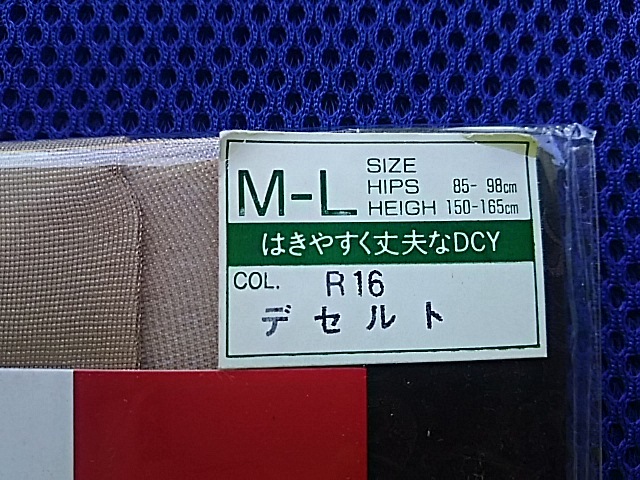 M-L
SIZE
HIPS 85- 98cm
HEIGH 150-165cm
はきやすく丈夫なDCY
COL. R16
デセルト